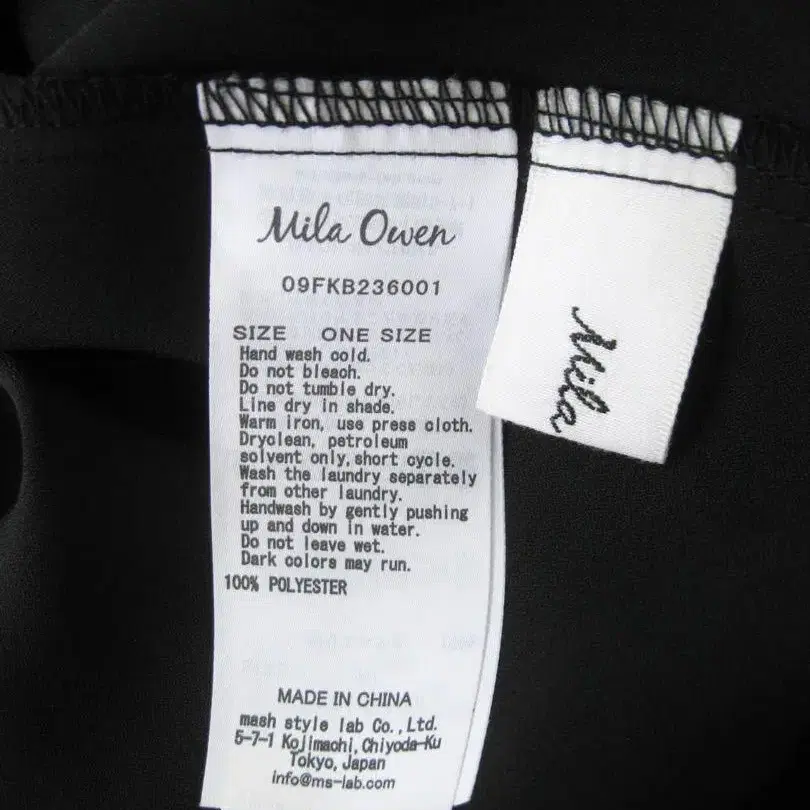 Mila Owen
09FKB236001
SIZE ONE SIZE
Hand wash cold.
Do not bleach.
Do not tumble dry.
Line dry in shade.
Warm iron, use press cloth.
Dryclean, petroleum
solvent only,short cycle.
Wash the laundry separately
from other laundry.
Handwash by gently pushing
up and down in water.
Do not leave wet.
Dark colors may run.
100% POLYESTER
MADE IN CHINA
mash style lab Co.,Ltd.
5-7-1 Kojimachi,Chiyoda-Ku
Tokyo,Japan
info@ms-lab.com
Mila